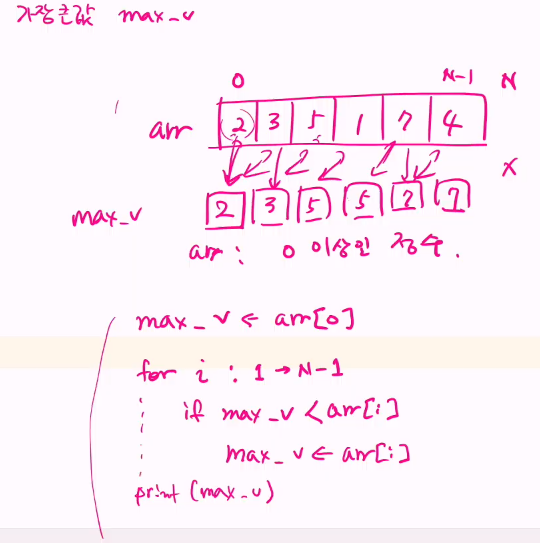 가장큰값 max_v
0 N-1 N
arr 2 3 5 1 7 4
max_v 2 3 5 5 7 7
arr : 0 이상인 정수.
max_v ← arr[0]
for i : 1 → N-1
if max_v < arr[i]
max_v ← arr[i]
print (max_v)